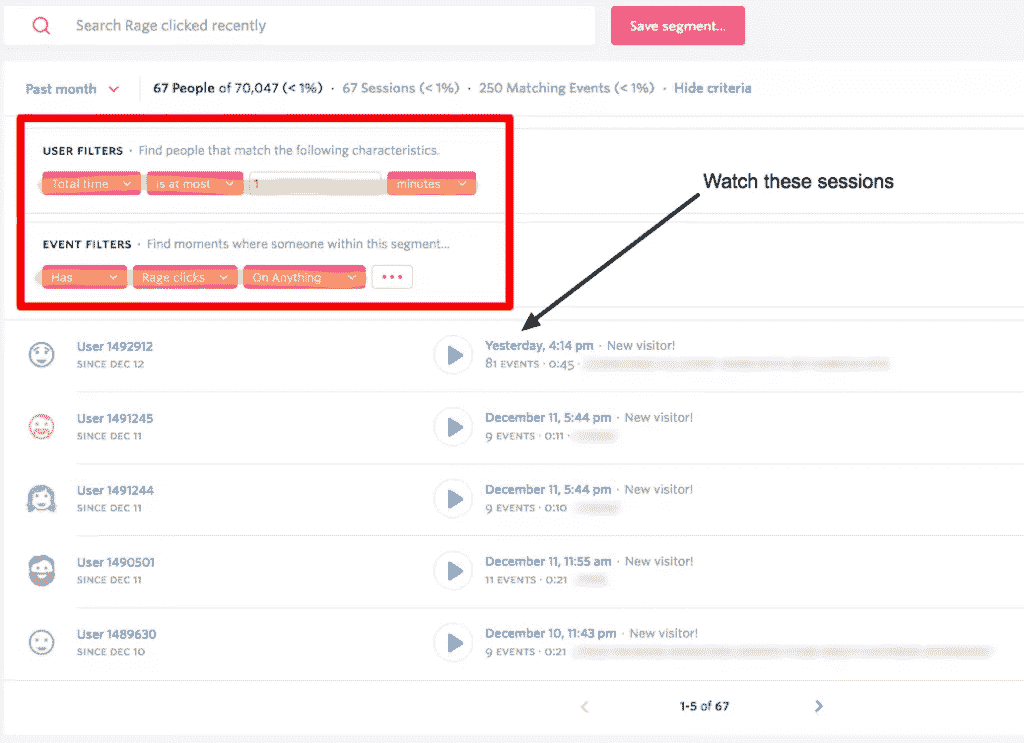 Search Rage clicked recently
Save segment...
Past month
67 People of 70,047 (< 1%) · 67 Sessions (< 1%) · 250 Matching Events (< 1%) · Hide criteria
USER FILTERS · Find people that match the following characteristics.
Total time is at most 1 minutes
Watch these sessions
EVENT FILTERS · Find moments where someone within this segment...
Has Rage clicks On Anything
User 1492912
SINCE DEC 12
Yesterday, 4:14 pm · New visitor!
81 EVENTS · 0:45 ·
User 1491245
SINCE DEC 11
December 11, 5:44 pm · New visitor!
9 EVENTS · 0:11 ·
User 1491244
SINCE DEC 11
December 11, 5:44 pm · New visitor!
9 EVENTS · 0:10
User 1490501
SINCE DEC 11
December 11, 11:55 am · New visitor!
11 EVENTS · 0:21
User 1489630
SINCE DEC 10
December 10, 11:43 pm · New visitor!
9 EVENTS · 0:21
1-5 of 67